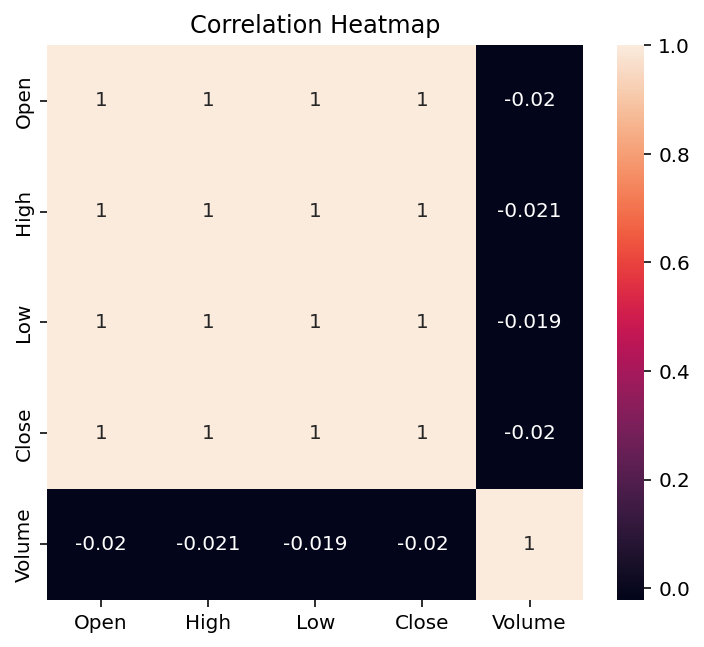 Correlation Heatmap
Open 1 1 1 1 -0.02
High 1 1 1 1 -0.021
Low 1 1 1 1 -0.019
Close 1 1 1 1 -0.02
Volume -0.02 -0.021 -0.019 -0.02 1
Open High Low Close Volume
1.0
0.8
0.6
0.4
0.2
0.0